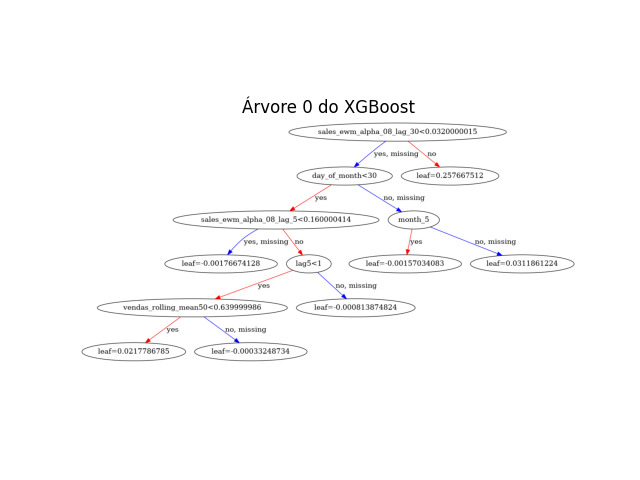 Árvore 0 do XGBoost
sales_ewm_alpha_08_lag_30<0.0320000015
yes, missing
no
day_of_month<30
leaf=0.257667512
yes
no, missing
sales_ewm_alpha_08_lag_5<0.160000414
month_5
yes, missing
no
yes
no, missing
leaf=-0.00176674128
lag5<1
leaf=-0.00157034083
leaf=0.0311861224
yes
no, missing
vendas_rolling_mean50<0.639999986
leaf=-0.000813874824
yes
no, missing
leaf=0.0217786785
leaf=-0.00033248734